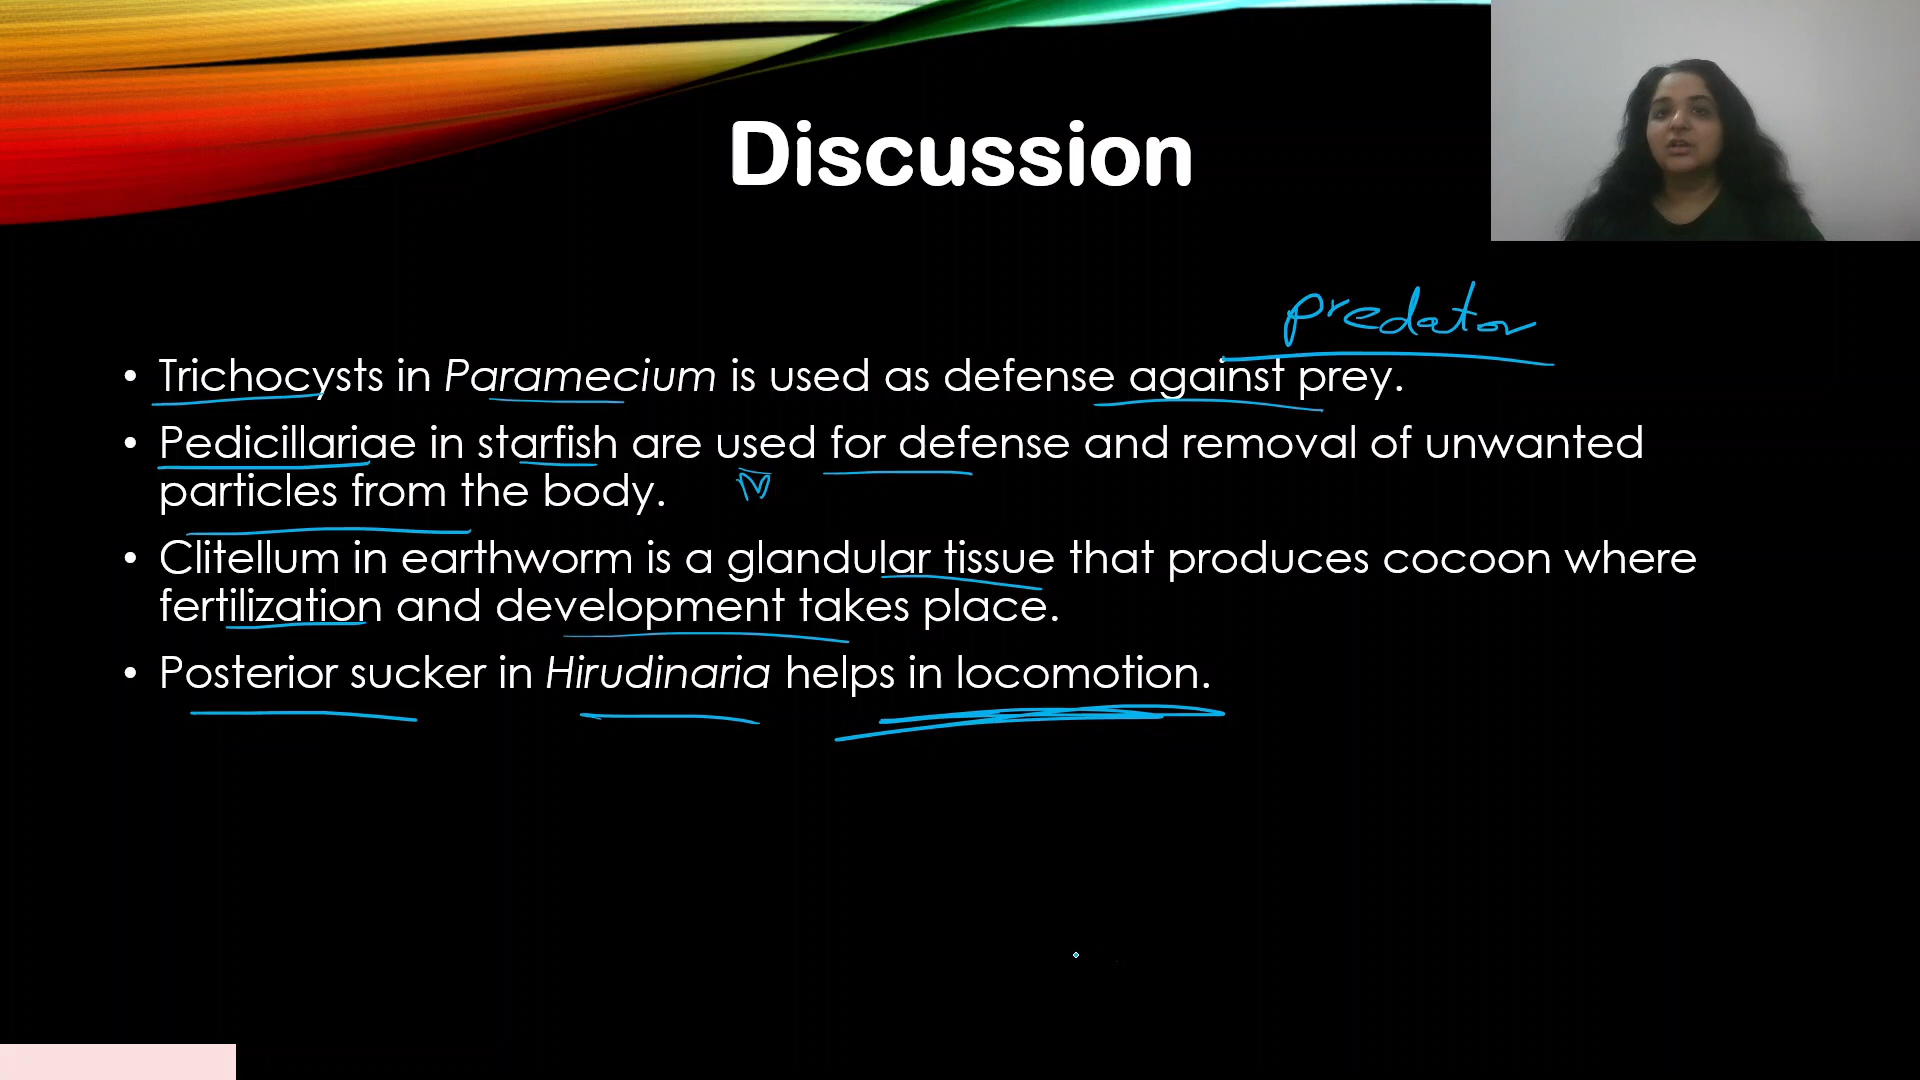 Discussion
predator
• Trichocysts in Paramecium is used as defense against prey.
• Pedicillariae in starfish are used for defense and removal of unwanted
particles from the body.
• Clitellum in earthworm is a glandular tissue that produces cocoon where
fertilization and development takes place.
• Posterior sucker in Hirudinaria helps in locomotion.